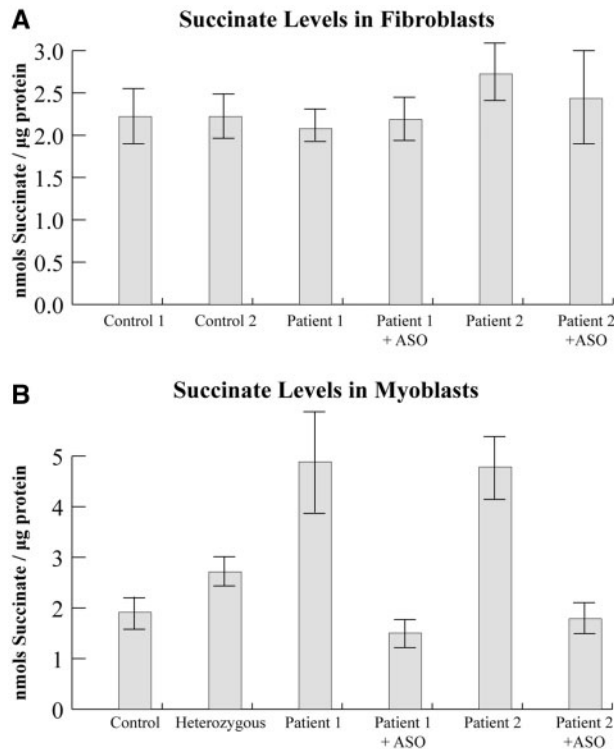 A
Succinate Levels in Fibroblasts
nmols Succinate / µg protein
3.0
2.5
2.0
1.5
1.0
0.5
0.0
Control 1 Control 2 Patient 1 Patient 1 Patient 2 Patient 2
+ ASO +ASO
B
Succinate Levels in Myoblasts
nmols Succinate / µg protein
5
4
3
2
1
0
Control Heterozygous Patient 1 Patient 1 Patient 2 Patient 2
+ ASO +ASO